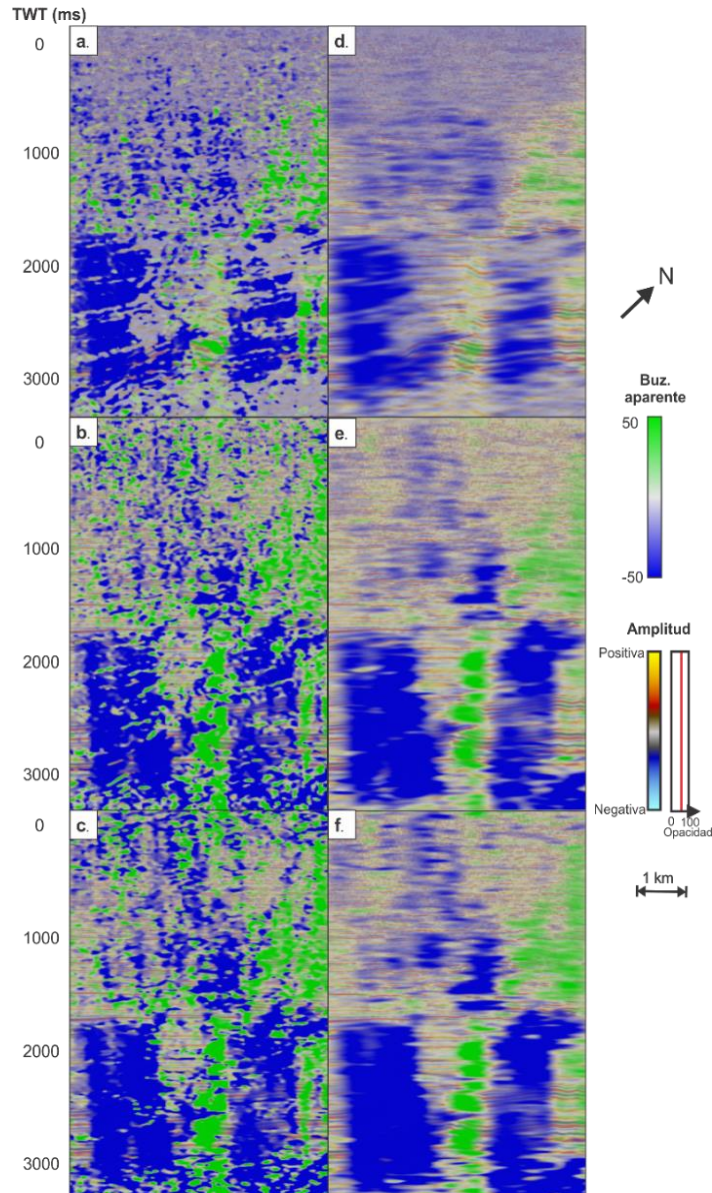 TWT (ms)
a.
d.
0
1000
2000
3000
N
b.
e.
0
1000
2000
3000
Buz.
aparente
50
-50
Amplitud
Positiva
Negativa
0 100
Opacidad
c.
f.
0
1000
2000
3000
1 km